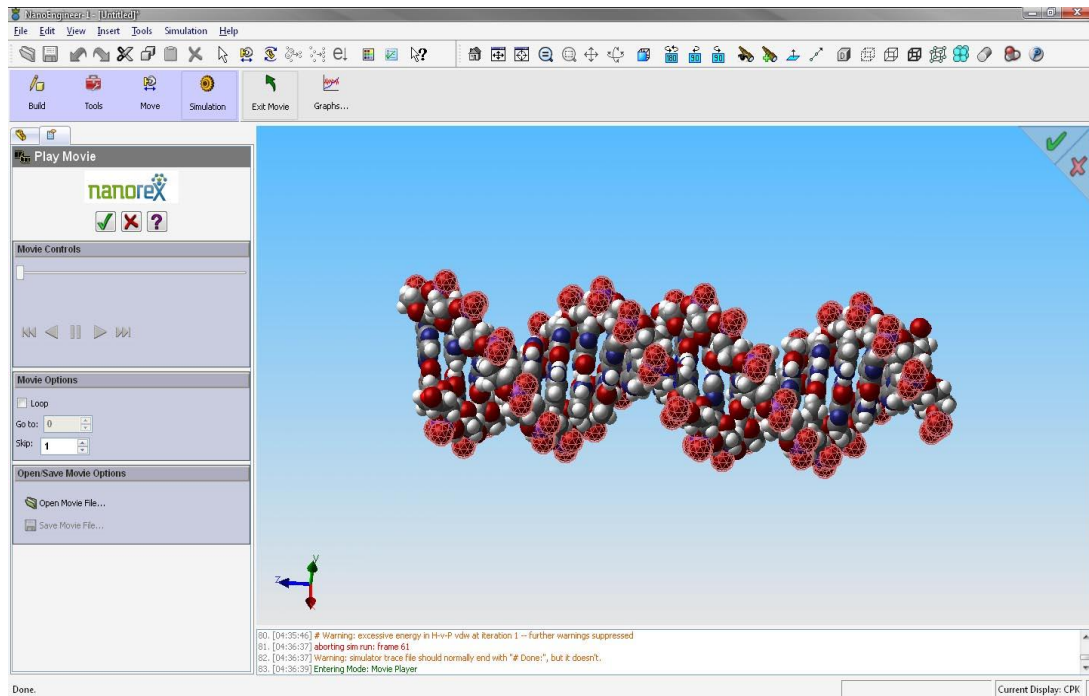 NanoEngineer-1 - [Untitled]*
File Edit View Insert Tools Simulation Help
Build Tools Move Simulation Exit Movie Graphs...
Play Movie
nanorex
Movie Controls
Movie Options
Loop
Go to: 0
Skip: 1
Open/Save Movie Options
Open Movie File...
Save Movie File...
Z
Y
80. [04:35:46] # Warning: excessive energy in H-v-P vdw at iteration 1 -- further warnings suppressed
81. [04:36:37] aborting sim run: frame 61
82. [04:36:37] Warning: simulator trace file should normally end with "# Done:", but it doesn't.
83. [04:36:39] Entering Mode: Movie Player
Done.
Current Display: CPK